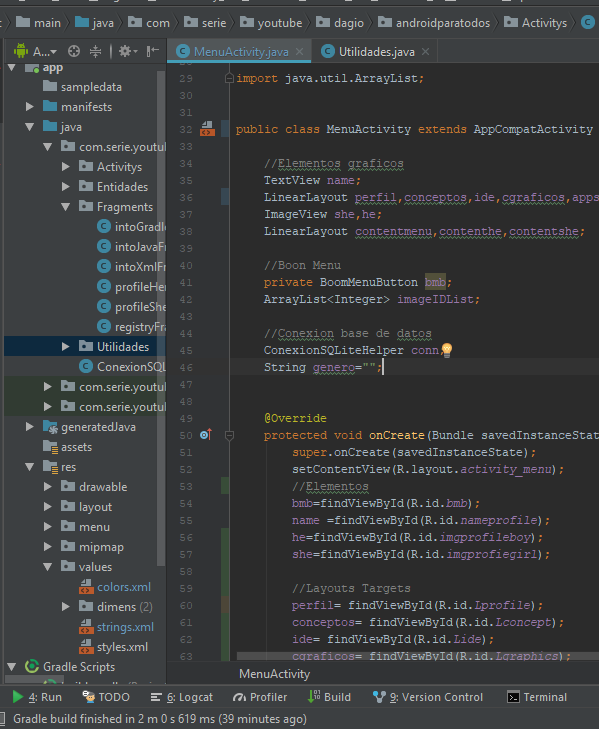 main java com serie youtube dagio androidparatodos Activitys
A... MenuActivity.java Utilidades.java
app
sampledata
manifests
java
com.serie.youtu
Activitys
Entidades
Fragments
intoGradl
intoJavaFr
intoXmlFr
profileHe
profileShe
registryFra
Utilidades
ConexionSQL
com.serie.youtu
com.serie.youtu
generatedJava
assets
res
drawable
layout
menu
mipmap
values
colors.xml
dimens (2)
strings.xml
styles.xml
Gradle Scripts
29 import java.util.ArrayList;
30
31
32 public class MenuActivity extends AppCompatActivity
33
34 //Elementos graficos
35 TextView name;
36 LinearLayout perfil,conceptos,ide,cgraficos,apps
37 ImageView she,he;
38 LinearLayout contentmenu,contenthe,contentshe;
39
40 //Boon Menu
41 private BoomMenuButton bmb;
42 ArrayList<Integer> imageIDList;
43
44 //Conexion base de datos
45 ConexionSQLiteHelper conn;
46 String genero="";
47
48
49 @Override
50 protected void onCreate(Bundle savedInstanceStat
51 super.onCreate(savedInstanceState);
52 setContentView(R.layout.activity_menu);
53 //Elementos
54 bmb=findViewById(R.id.bmb);
55 name =findViewById(R.id.nameprofile);
56 he=findViewById(R.id.imgprofileboy);
57 she=findViewById(R.id.imgprofiegirl);
58
59 //Layouts Targets
60 perfil= findViewById(R.id.Lprofile);
61 conceptos= findViewById(R.id.Lconcept);
62 ide= findViewById(R.id.Lide);
63 cgraficos= findViewById(R.id.Lgraphics);
MenuActivity
4: Run TODO 6: Logcat Profiler Build 9: Version Control Terminal
Gradle build finished in 2 m 0 s 619 ms (39 minutes ago)